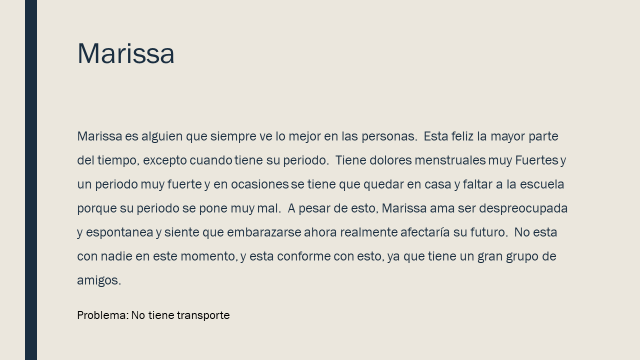 Marissa
Marissa es alguien que siempre ve lo mejor en las personas.  Esta feliz la mayor parte
del tiempo, excepto cuando tiene su periodo.  Tiene dolores menstruales muy Fuertes y
un periodo muy fuerte y en ocasiones se tiene que quedar en casa y faltar a la escuela
porque su periodo se pone muy mal.  A pesar de esto, Marissa ama ser despreocupada
y espontanea y siente que embarazarse ahora realmente afectaría su futuro.  No esta
con nadie en este momento, y esta conforme con esto, ya que tiene un gran grupo de
amigos.
Problema: No tiene transporte